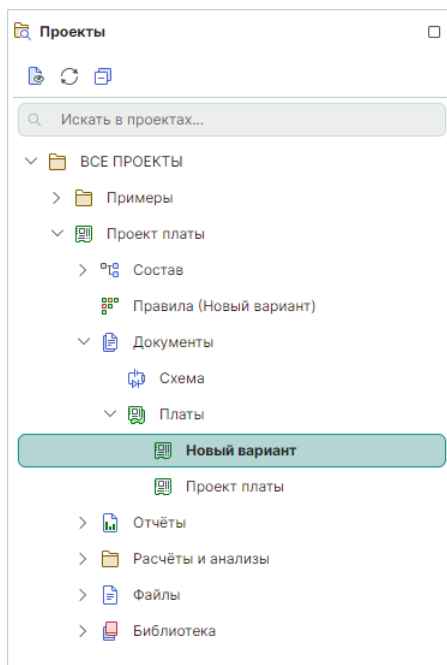 Проекты
Искать в проектах...
ВСЕ ПРОЕКТЫ
Примеры
Проект платы
Состав
Правила (Новый вариант)
Документы
Схема
Платы
Новый вариант
Проект платы
Отчёты
Расчёты и анализы
Файлы
Библиотека